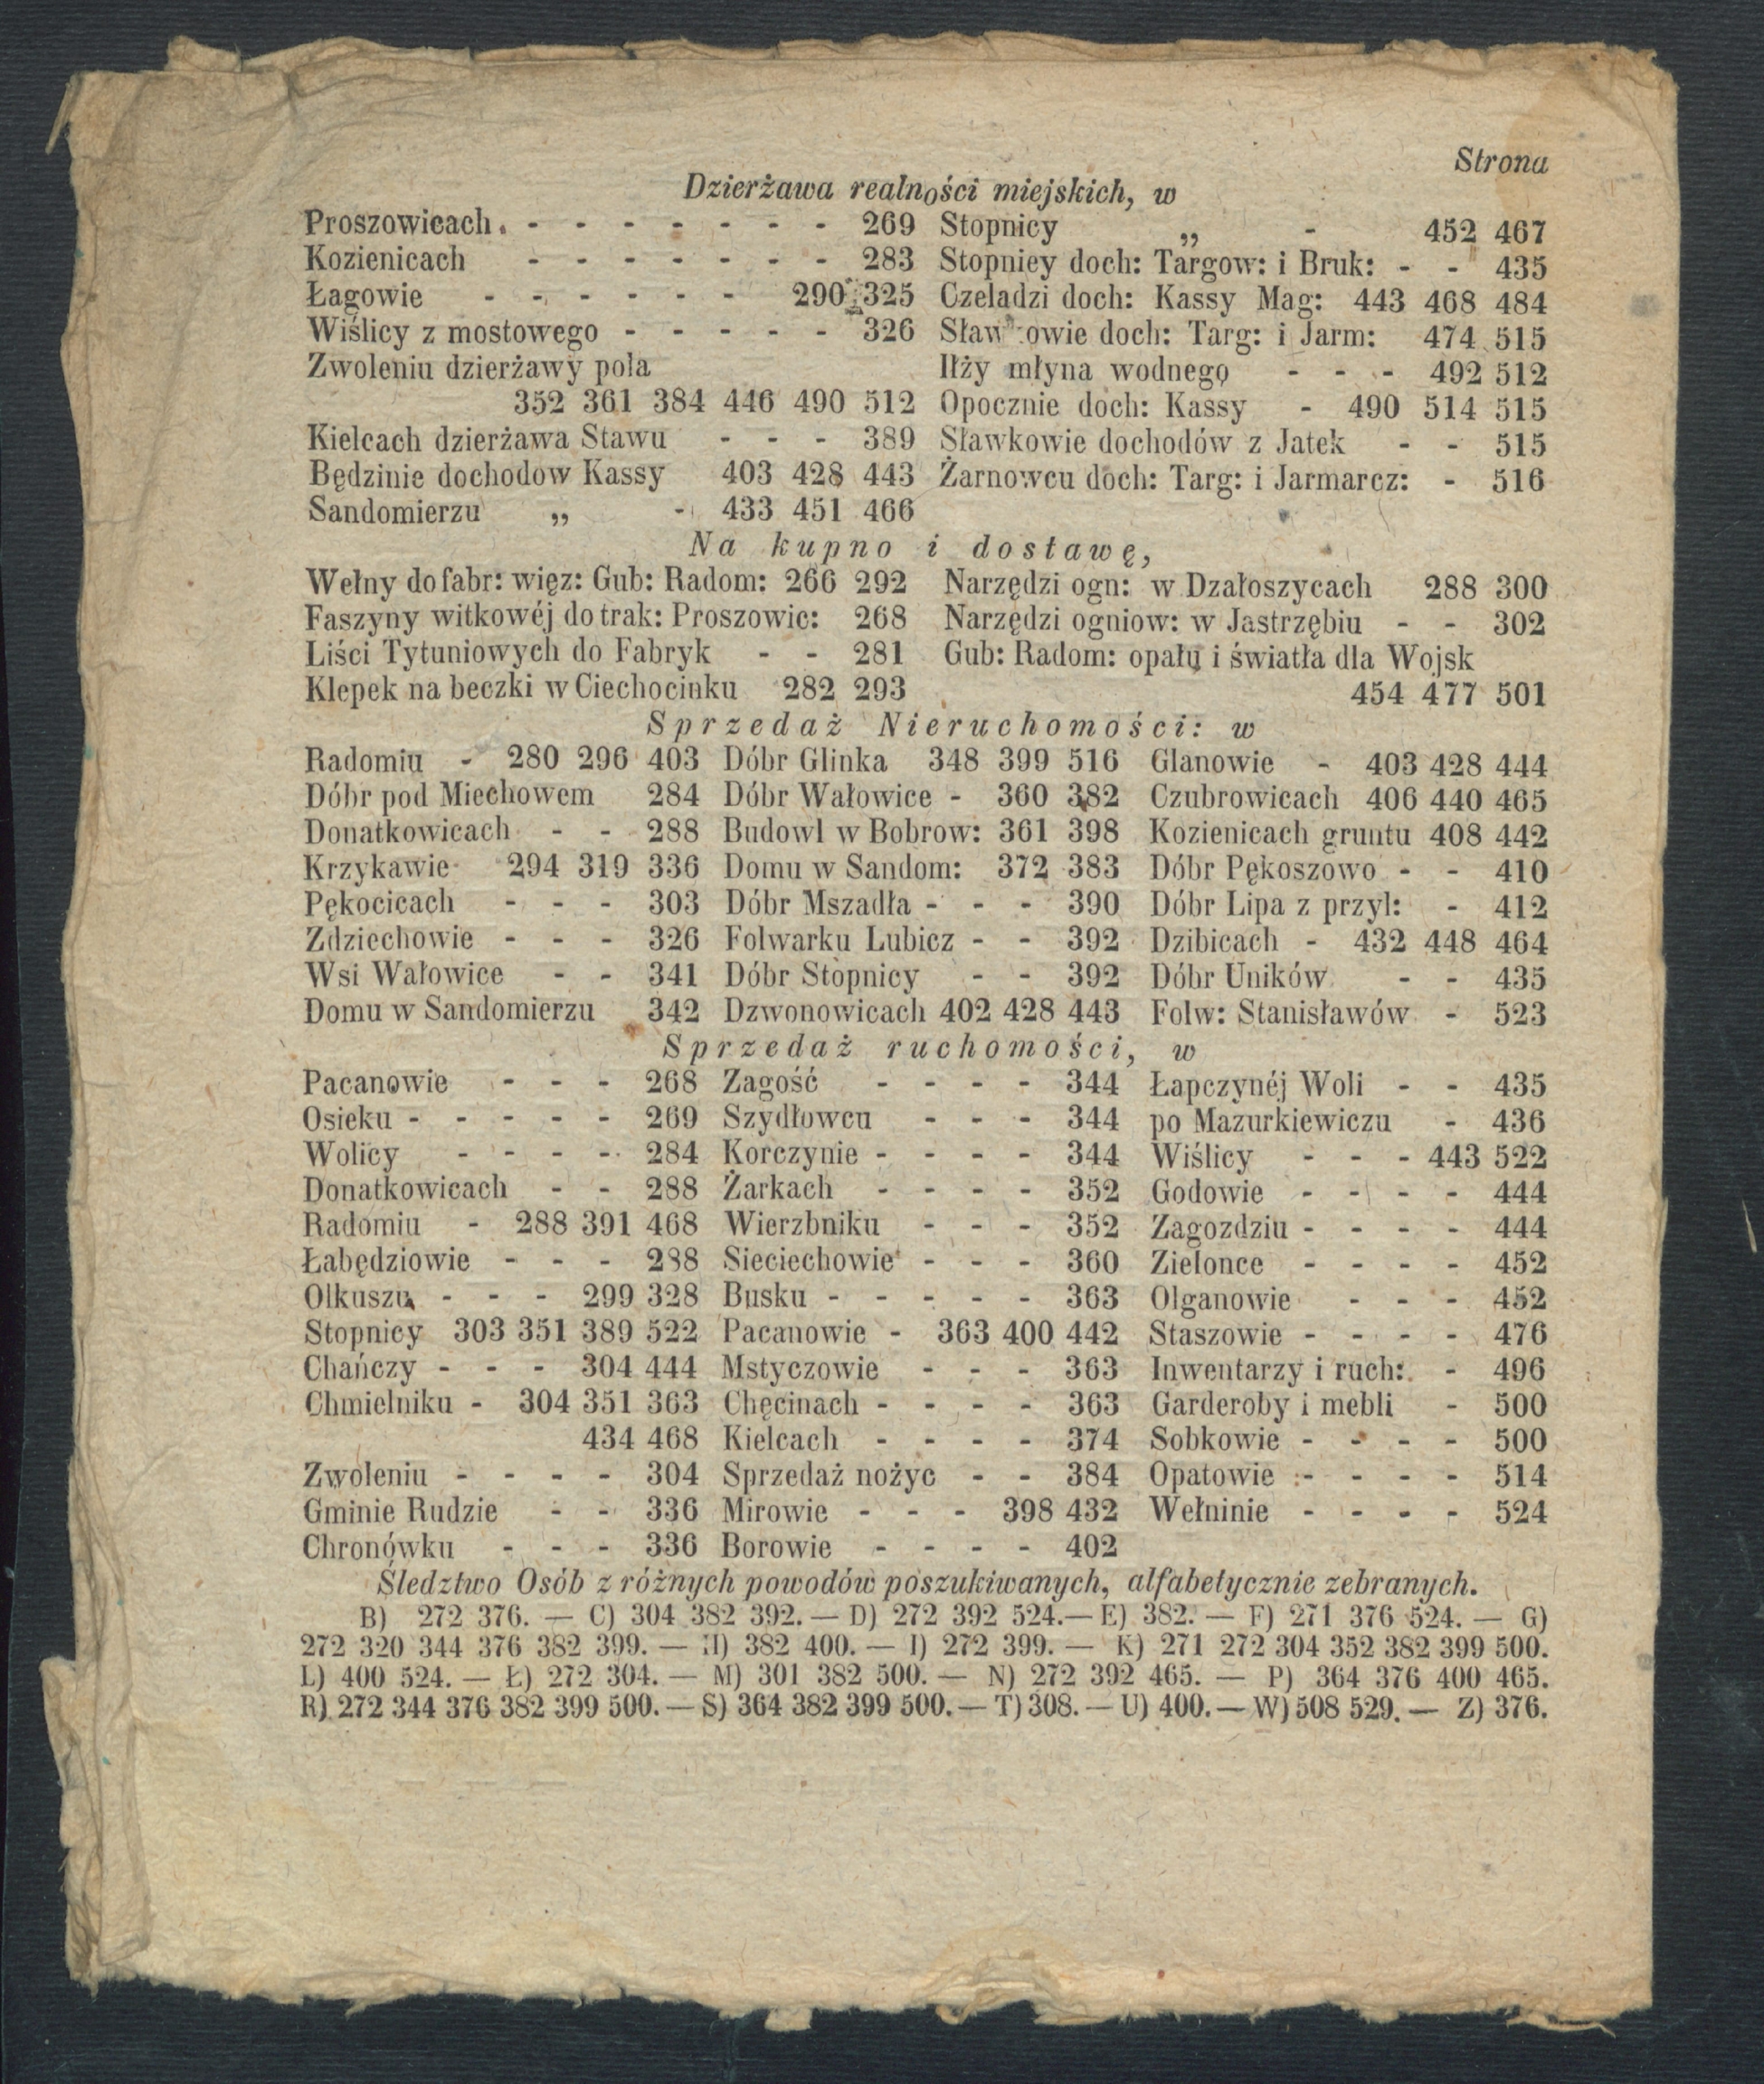 Strona
Dzierżawa realności miejskich, w
Proszowicach. - - - - - - - 269
Kozienicach - - - - - - - 283
Łagowie - - - - - - 290 325
Wiślicy z mostowego - - - - - 326
Zwoleniu dzierżawy pola
352 361 384 446 490 512
Kielcach dzierżawa Stawu - - - 389
Będzinie dochodow Kassy 403 428 443
Sandomierzu „ - 433 451 466
Stopnicy „ - 452 467
Stopnicy doch: Targow: i Bruk: - - 435
Czeladzi doch: Kassy Mag: 443 468 484
Sław owie doch: Targ: i Jarm: 474 515
Iłży młyna wodnego - - - 492 512
Opocznie doch: Kassy - 490 514 515
Sławkowie dochodów z Jatek - - 515
Żarnowcu doch: Targ: i Jarmarcz: - 516
Na kupno i dostawę,
Wełny do fabr: więz: Gub: Radom: 266 292
Faszyny witkowéj do trak: Proszowic: 268
Liści Tytuniowych do Fabryk - - 281
Klepek na beczki w Ciechocinku 282 293
Narzędzi ogn: w Dzałoszycach 288 300
Narzędzi ogniow: w Jastrzębiu - - 302
Gub: Radom: opału i światła dla Wojsk
454 477 501
Sprzedaż Nieruchomości: w
Radomiu - 280 296 403
Dóbr pod Miechowem 284
Donatkowicach - - 288
Krzykawie 294 319 336
Pękocicach - - - 303
Zdziechowie - - - 326
Wsi Wałowice - - 341
Domu w Sandomierzu 342
Dóbr Glinka 348 399 516
Dóbr Wałowice - 360 382
Budowl w Bobrow: 361 398
Domu w Sandom: 372 383
Dóbr Mszadła - - - 390
Folwarku Lubicz - - 392
Dóbr Stopnicy - - 392
Dzwonowicach 402 428 443
Glanowie - 403 428 444
Czubrowicach 406 440 465
Kozienicach gruntu 408 442
Dóbr Pękoszowo - - 410
Dóbr Lipa z przyl: - 412
Dzibicach - 432 448 464
Dóbr Uników - - 435
Folw: Stanisławów - 523
Sprzedaż ruchomości, w
Pacanowie - - - 268
Osieku - - - - - 269
Wolicy - - - - 284
Donatkowicach - - 288
Radomiu - 288 391 468
Łabędziowie - - - 288
Olkuszu - - - 299 328
Stopnicy 303 351 389 522
Chańczy - - - 304 444
Chmielniku - 304 351 363
434 468
Zwoleniu - - - - 304
Gminie Rudzie - - 336
Chronówku - - - 336
Zagość - - - - 344
Szydłowcu - - - 344
Korczynie - - - - 344
Żarkach - - - - 352
Wierzbniku - - - 352
Sieciechowie - - - 360
Busku - - - - - 363
Pacanowie - 363 400 442
Mstyczowie - - - 363
Chęcinach - - - - 363
Kielcach - - - - 374
Sprzedaż nożyc - - 384
Mirowie - - - 398 432
Borowie - - - - 402
Łapczynéj Woli - - 435
po Mazurkiewiczu - 436
Wiślicy - - - 443 522
Godowie - - - - 444
Zagozdziu - - - - 444
Zielonce - - - - 452
Olganowie - - - 452
Staszowie - - - - 476
Inwentarzy i ruch: - 496
Garderoby i mebli - 500
Sobkowie - - - - 500
Opatowie - - - - 514
Wełninie - - - - 524
Śledztwo Osób z różnych powodów poszukiwanych, alfabetycznie zebranych.
B) 272 376. — C) 304 382 392. — D) 272 392 524. — E) 382. — F) 271 376 524. — G)
272 320 344 376 382 399. — H) 382 400. — I) 272 399. — K) 271 272 304 352 382 399 500.
L) 400 524. — Ł) 272 304. — M) 301 382 500. — N) 272 392 465. — P) 364 376 400 465.
R) 272 344 376 382 399 500. — S) 364 382 399 500. — T) 308. — U) 400. — W) 508 529. — Z) 376.